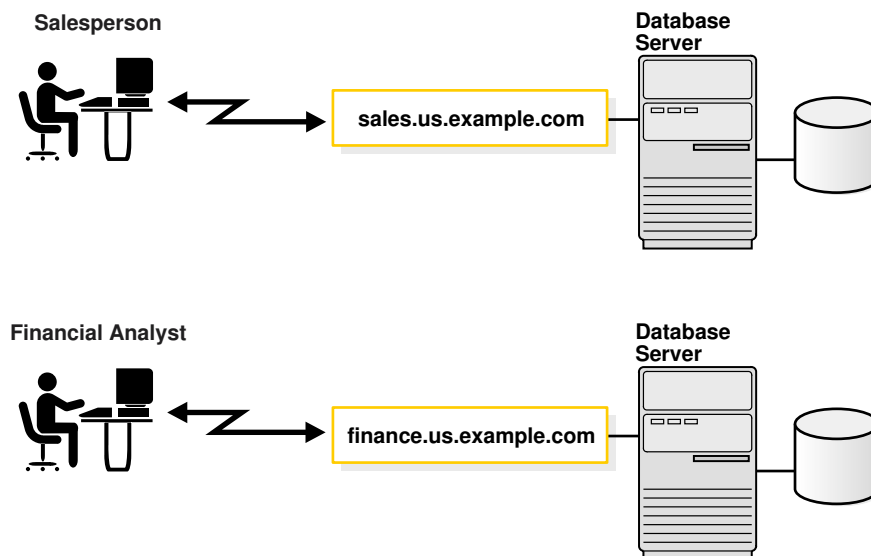 Salesperson
Database
Server
sales.us.example.com
Financial Analyst
Database
Server
finance.us.example.com